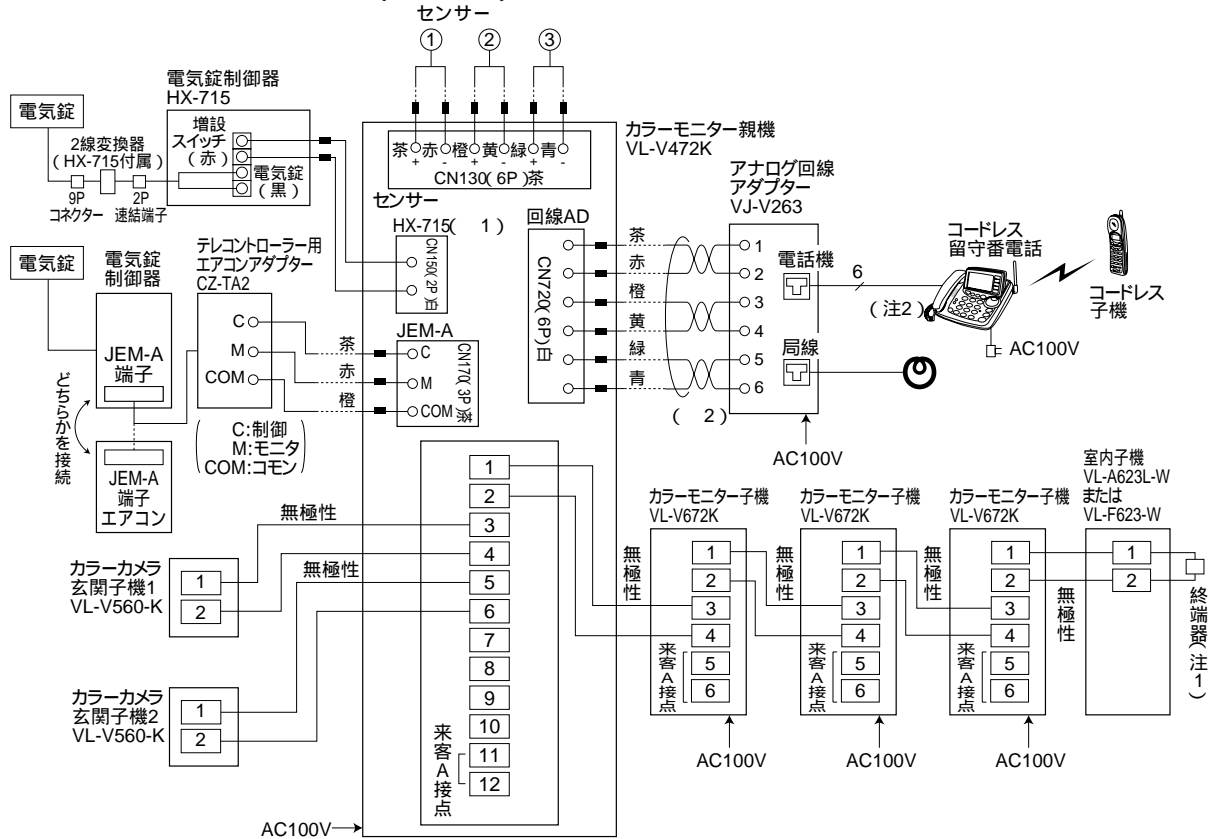 センサー
① ② ③
電気錠制御器
HX-715
電気錠
増設
スイッチ
(赤)
電気錠
(黒)
2線変換器
(HX-715付属)
9P
コネクター
2P
速結端子
茶 赤 橙 黄 緑 青
+ - + - + -
CN130(6P)茶
センサー
HX-715( 1)
CN150(2P)白
カラーモニター親機
VL-V472K
回線AD
CN720(6P)白
茶
赤
橙
黄
緑
青
( 2)
アナログ回線
アダプター
VJ-V263
1
2
3
4
5
6
電話機
局線
AC100V
6
(注2)
コードレス
留守番電話
AC100V
コードレス
子機
電気錠
電気錠
制御器
JEM-A
端子
どちらかを接続
JEM-A
端子
エアコン
テレコントローラー用
エアコンアダプター
CZ-TA2
C
M
COM
C:制御
M:モニタ
COM:コモン
茶
赤
橙
JEM-A
C
M
COM
CN170(3P)茶
1
2
3
4
5
6
7
8
9
10
11
12
来客A接点
AC100V
カラーカメラ
玄関子機1
VL-V560-K
1
2
無極性
カラーカメラ
玄関子機2
VL-V560-K
1
2
無極性
無極性
カラーモニター子機
VL-V672K
1
2
3
4
5
6
来客A接点
AC100V
無極性
カラーモニター子機
VL-V672K
1
2
3
4
5
6
来客A接点
AC100V
無極性
カラーモニター子機
VL-V672K
1
2
3
4
5
6
来客A接点
AC100V
無極性
室内子機
VL-A623L-W
または
VL-F623-W
1
2
終端器(注1)